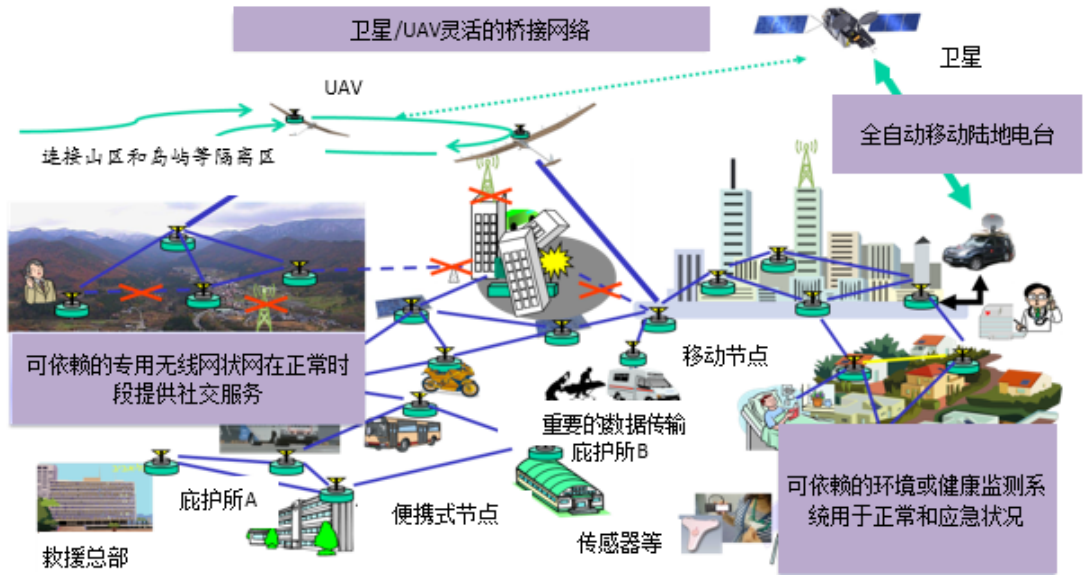 卫星/UAV灵活的桥接网络
卫星
UAV
全自动移动陆地电台
连接山区和岛屿等隔离区
可依赖的专用无线网状网在正常时
段提供社交服务
移动节点
重要的数据传输
庇护所B
庇护所A
便携式节点
可依赖的环境或健康监测系
统用于正常和应急状况
传感器等
救援总部